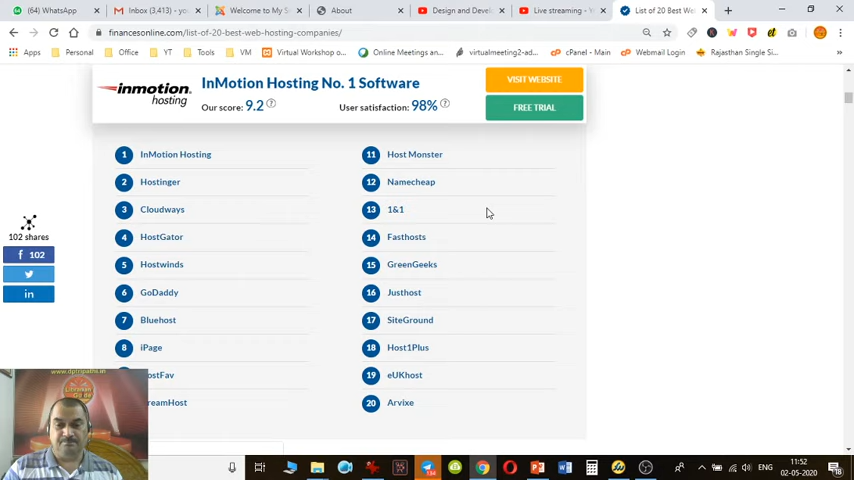 (64) WhatsApp
Inbox (3,413) - yo
Welcome to My S
About
Design and Devel
Live streaming - Y
List of 20 Best We
financesonline.com/list-of-20-best-web-hosting-companies/
Apps
Person
Office
YT
Tools
VM
Virtual Workshop o...
Online Meetings an...
virtualmeeting2-ad...
cPanel - Main
Webmail Login
Rajasthan Single Si...
inmotion hosting
InMotion Hosting No. 1 Software
Our score: 9.2
User satisfaction: 98%
VISIT WEBSITE
FREE TRIAL
1 InMotion Hosting
2 Hostinger
3 Cloudways
4 HostGator
5 Hostwinds
6 GoDaddy
7 Bluehost
8 iPage
ostFav
reamHost
11 Host Monster
12 Namecheap
13 1&1
14 Fasthosts
15 GreenGeeks
16 Justhost
17 SiteGround
18 Host1Plus
19 eUKhost
20 Arvixe
102 shares
f 102
in
www.dptripathi.in
ENG
11:52
02-05-2020
18